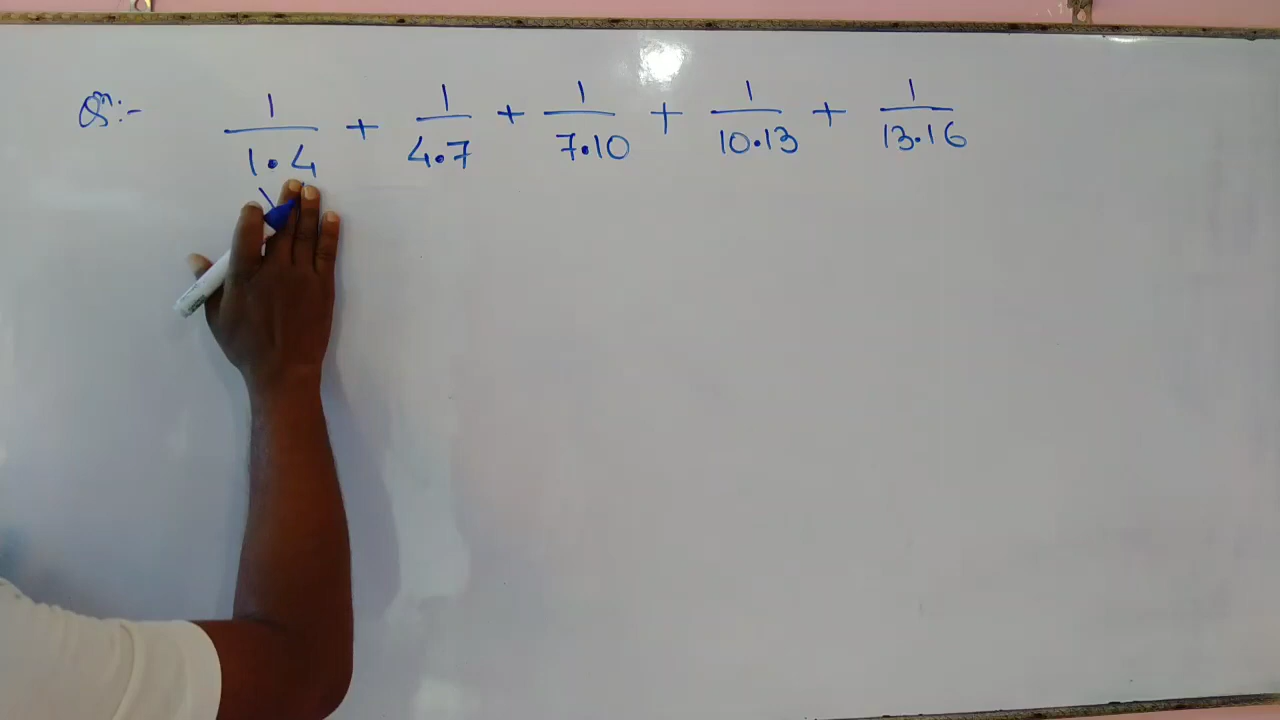 Qⁿ:- 1/1·4 + 1/4·7 + 1/7·10 + 1/10·13 + 1/13·16